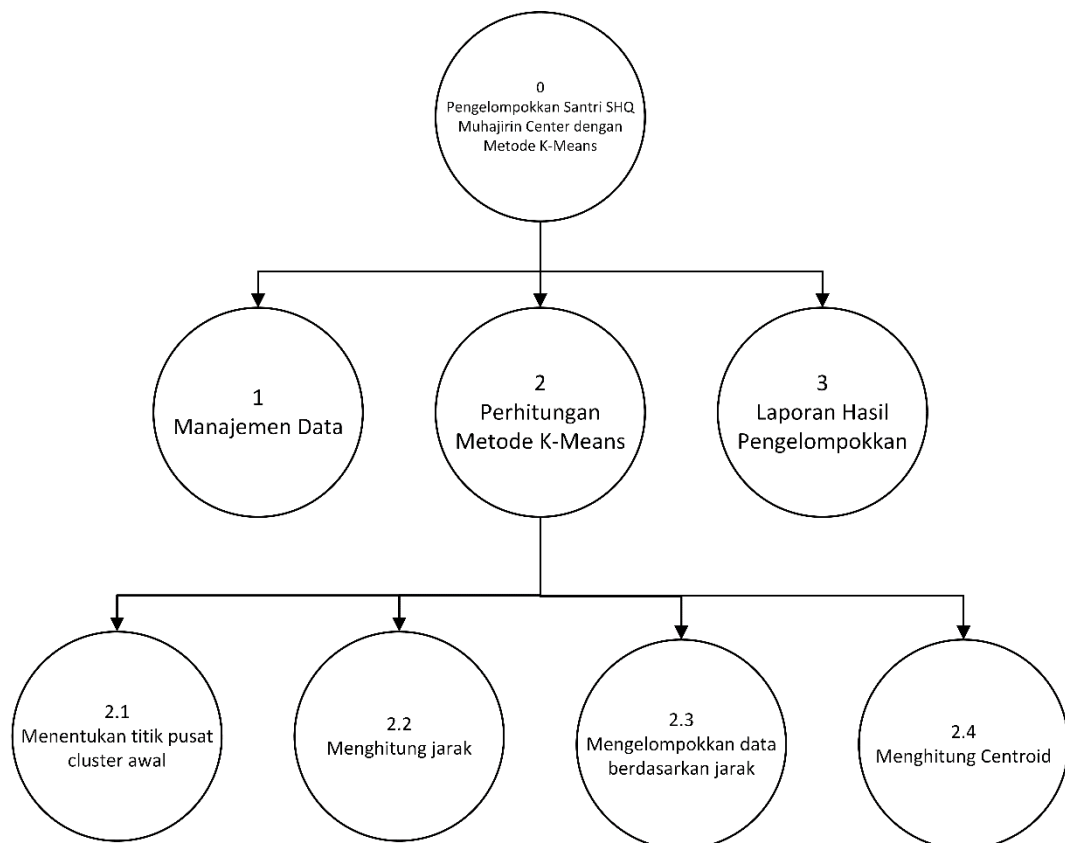 0
Pengelompokkan Santri SHQ
Muhajirin Center dengan
Metode K-Means
1
Manajemen Data
2
Perhitungan
Metode K-Means
3
Laporan Hasil
Pengelompokkan
2.1
Menentukan titik pusat
cluster awal
2.2
Menghitung jarak
2.3
Mengelompokkan data
berdasarkan jarak
2.4
Menghitung Centroid